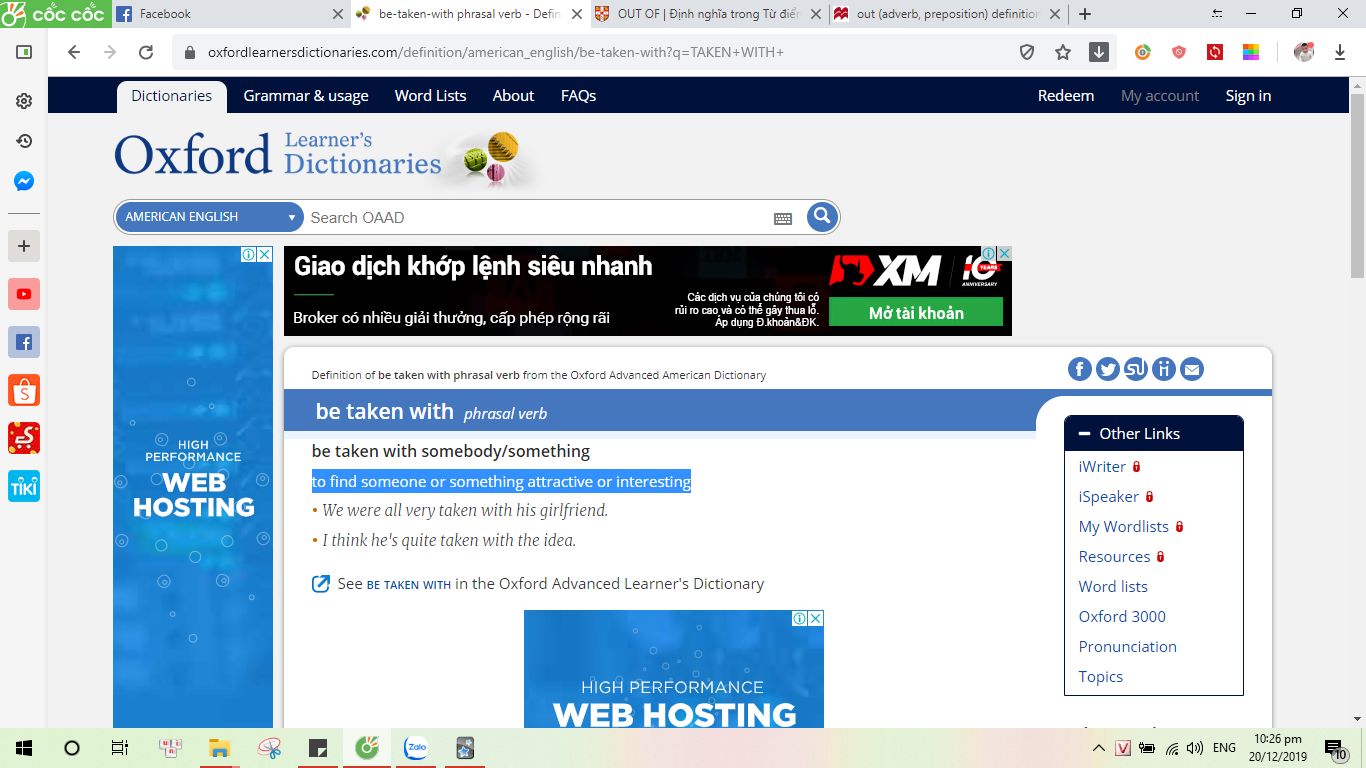 cốc cốc
Facebook
be-taken-with phrasal verb - Defin
OUT OF | Định nghĩa trong Từ điển
out (adverb, preposition) definition
oxfordlearnersdictionaries.com/definition/american_english/be-taken-with?q=TAKEN+WITH+
Dictionaries Grammar & usage Word Lists About FAQs Redeem My account Sign in
Oxford Learner's Dictionaries
AMERICAN ENGLISH Search OAAD
Giao dịch khớp lệnh siêu nhanh
Broker có nhiều giải thưởng, cấp phép rộng rãi
Các dịch vụ của chúng tôi có
rủi ro cao và có thể gây thua lỗ.
Áp dụng Đ.khoản&ĐK.
XM
10 YEARS
ANNIVERSARY
Mở tài khoản
HIGH
PERFORMANCE
WEB
HOSTING
Definition of be taken with phrasal verb from the Oxford Advanced American Dictionary
be taken with phrasal verb
be taken with somebody/something
to find someone or something attractive or interesting
• We were all very taken with his girlfriend.
• I think he's quite taken with the idea.
See BE TAKEN WITH in the Oxford Advanced Learner's Dictionary
HIGH PERFORMANCE
WEB HOSTING
Other Links
iWriter
iSpeaker
My Wordlists
Resources
Word lists
Oxford 3000
Pronunciation
Topics
TIKI
Zalo
V
ENG
10:26 pm
20/12/2019
10